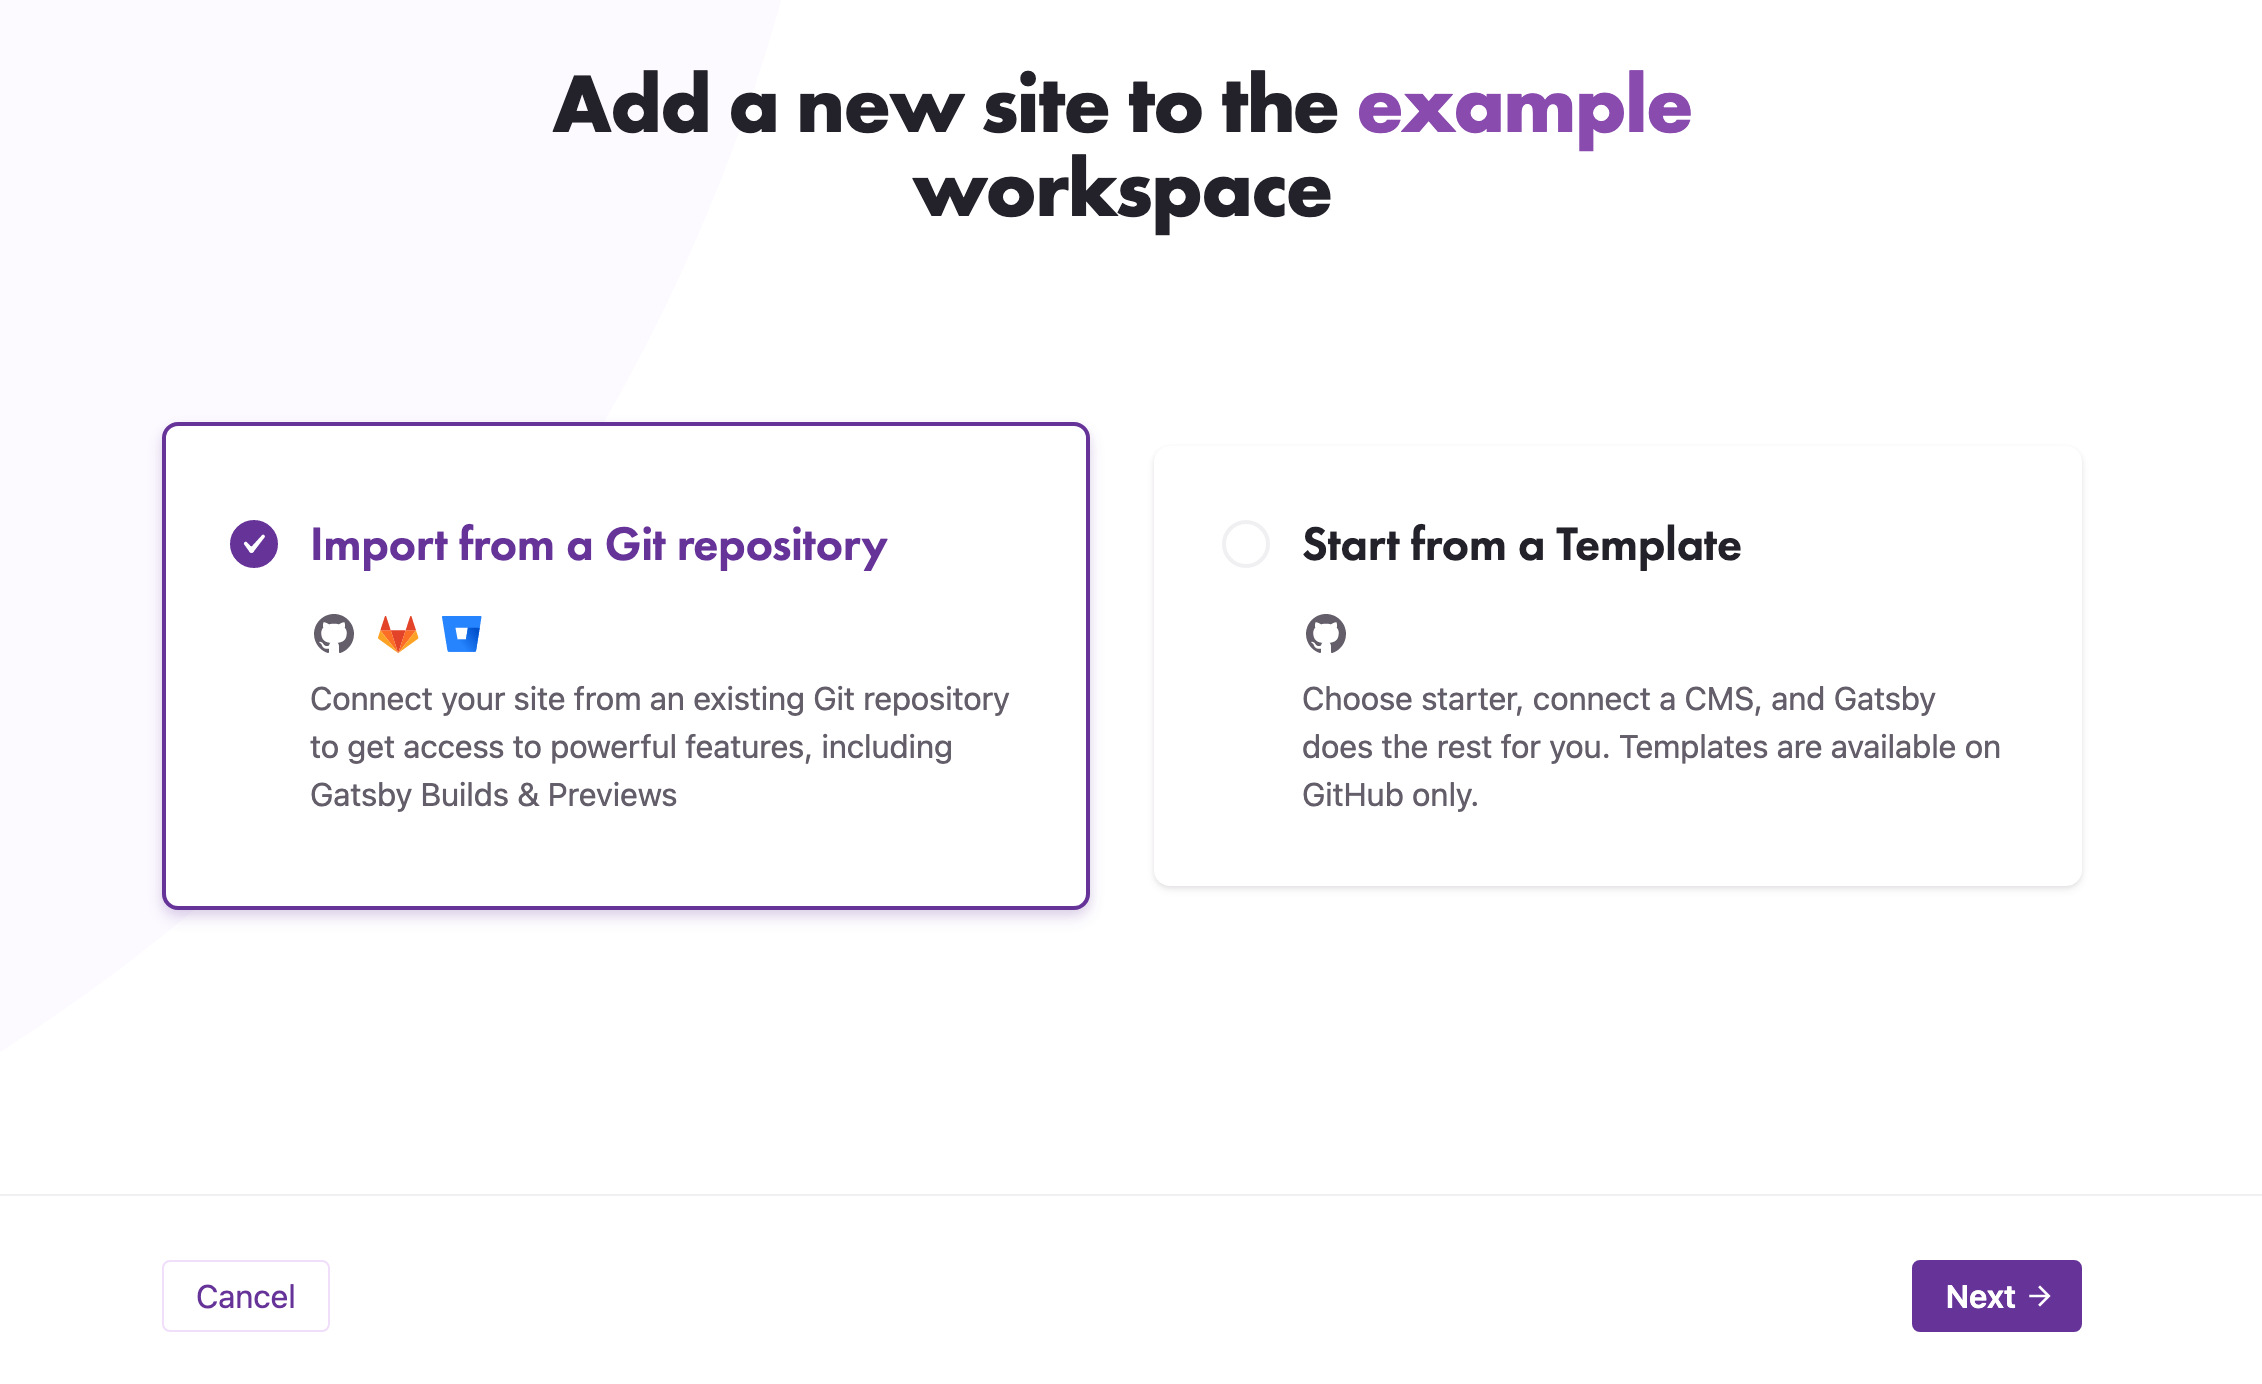 Add a new site to the example
workspace
Import from a Git repository
Connect your site from an existing Git repository
to get access to powerful features, including
Gatsby Builds & Previews
Start from a Template
Choose starter, connect a CMS, and Gatsby
does the rest for you. Templates are available on
GitHub only.
Cancel
Next →